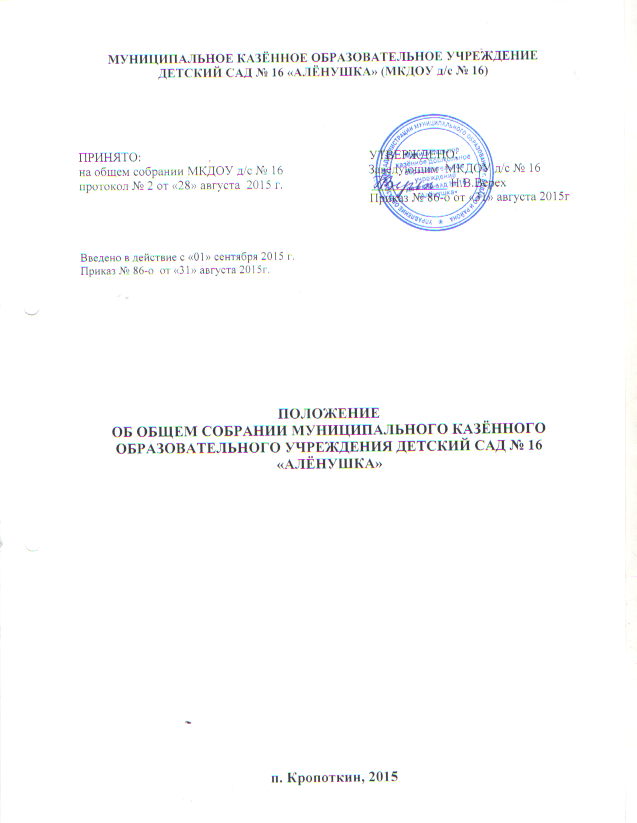 МУНИЦИПАЛЬНОЕ КАЗЁННОЕ ОБРАЗОВАТЕЛЬНОЕ УЧРЕЖДЕНИЕ
ДЕТСКИЙ САД № 16 «АЛЁНУШКА» (МКДОУ д/с № 16)
ПРИНЯТО:
на общем собрании МКДОУ д/с № 16
протокол № 2 от «28» августа 2015 г.
УТВЕРЖДЕНО:
Заведующий МКДОУ д/с № 16
Н.В.Верех
Приказ № 86-о от «31» августа 2015г
Введено в действие с «01» сентября 2015 г.
Приказ № 86-о от «31» августа 2015г.
ПОЛОЖЕНИЕ
ОБ ОБЩЕМ СОБРАНИИ МУНИЦИПАЛЬНОГО КАЗЁННОГО
ОБРАЗОВАТЕЛЬНОГО УЧРЕЖДЕНИЯ ДЕТСКИЙ САД № 16
«АЛЁНУШКА»
п. Кропоткин, 2015